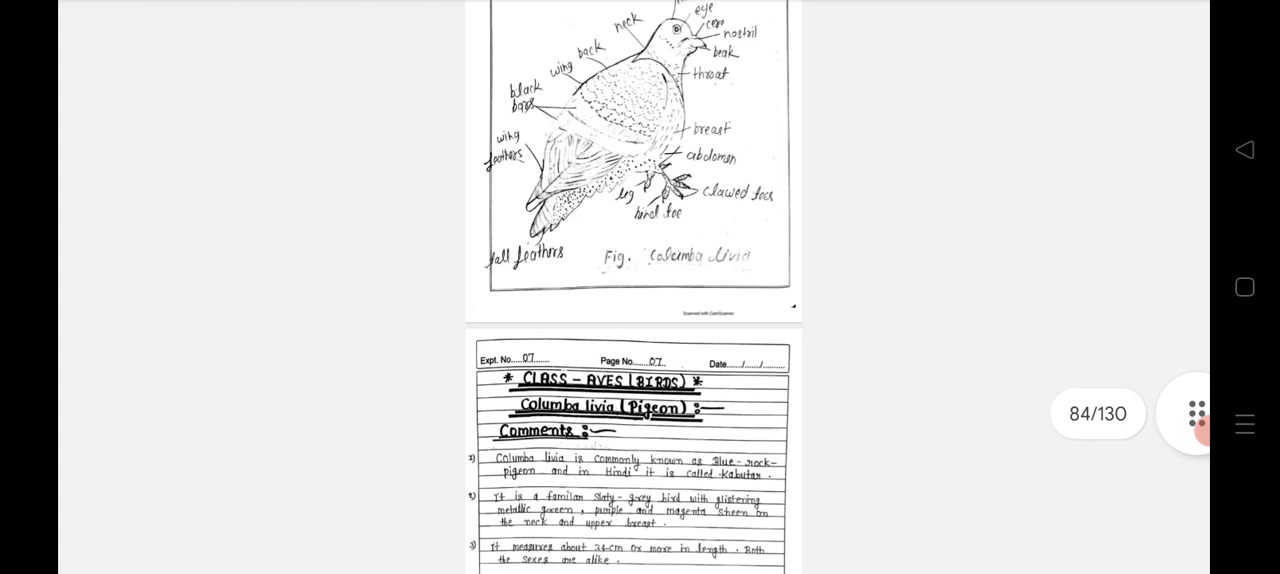 eye
neck
cere
nostril
back
beak
wing
throat
black
bars
breast
wing
feathers
abdomen
leg
clawed toes
hind toe
tail feathers
Fig. Columba livia
Scanned with CamScanner
Expt. No.....07........ Page No.......07.. Date....../....../...........
* CLASS - AVES (BIRDS) *
Columba livia (Pigeon) :—
Comments :—
1) Columba livia is commonly known as Blue-rock-
pigeon and in Hindi it is called Kabutar.
2) It is a familar slaty-grey bird with glistening
metallic green, purple and magenta sheen on
the neck and upper breast.
3) It measures about 34cm or more in length. Both
the sexes are alike.
84/130